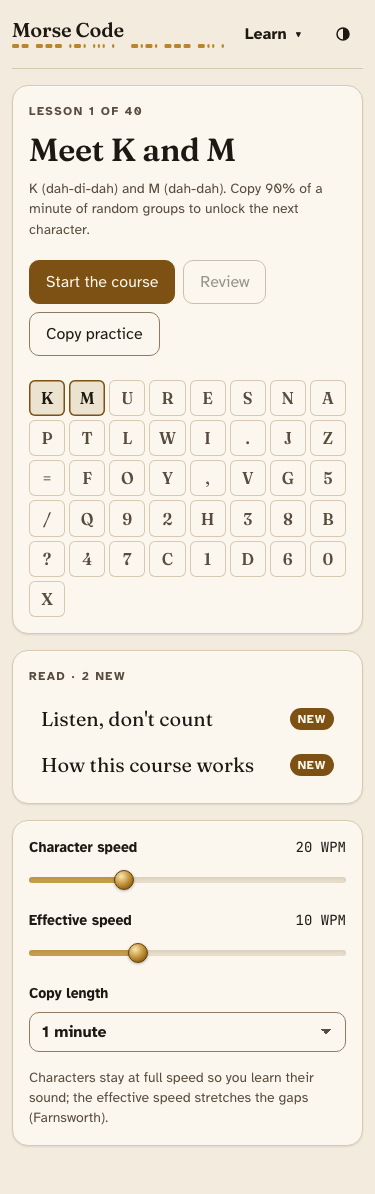 Morse Code
Learn ▾
LESSON 1 OF 40
Meet K and M
K (dah-di-dah) and M (dah-dah). Copy 90% of a
minute of random groups to unlock the next
character.
Start the course
Review
Copy practice
K M U R E S N A
P T L W I . J Z
= F O Y , V G 5
/ Q 9 2 H 3 8 B
? 4 7 C 1 D 6 0
X
READ · 2 NEW
Listen, don't count NEW
How this course works NEW
Character speed 20 WPM
Effective speed 10 WPM
Copy length
1 minute
Characters stay at full speed so you learn their
sound; the effective speed stretches the gaps
(Farnsworth).